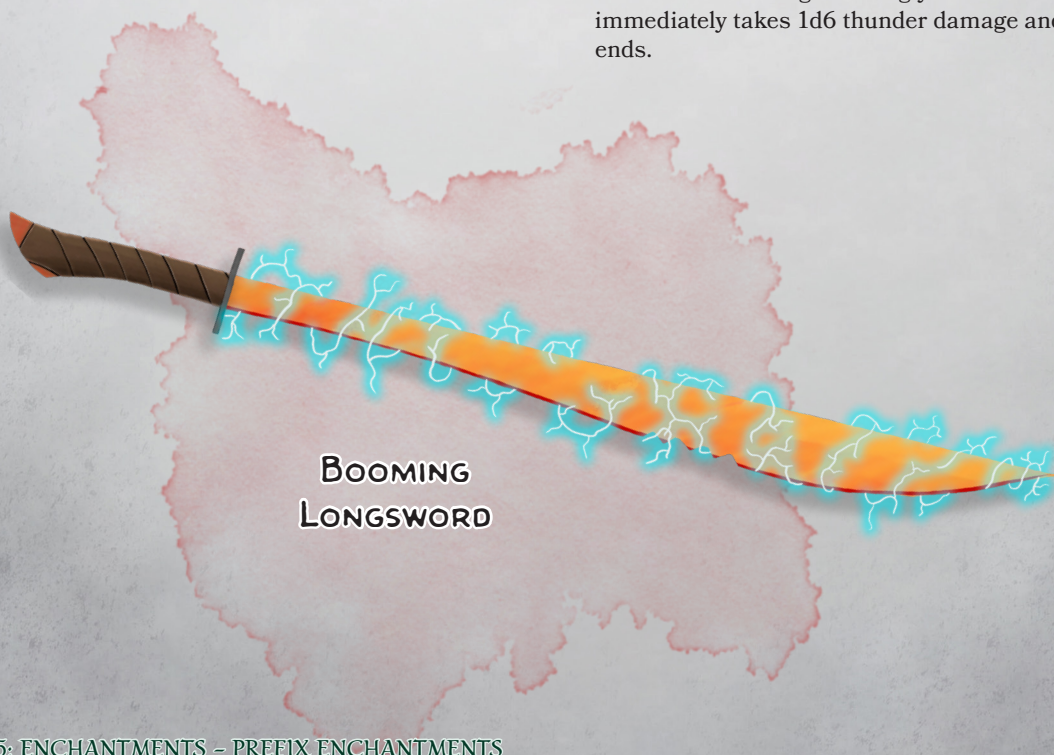 immediately takes 1d6 thunder damage and
ends.
Booming
Longsword
5: ENCHANTMENTS – PREFIX ENCHANTMENTS